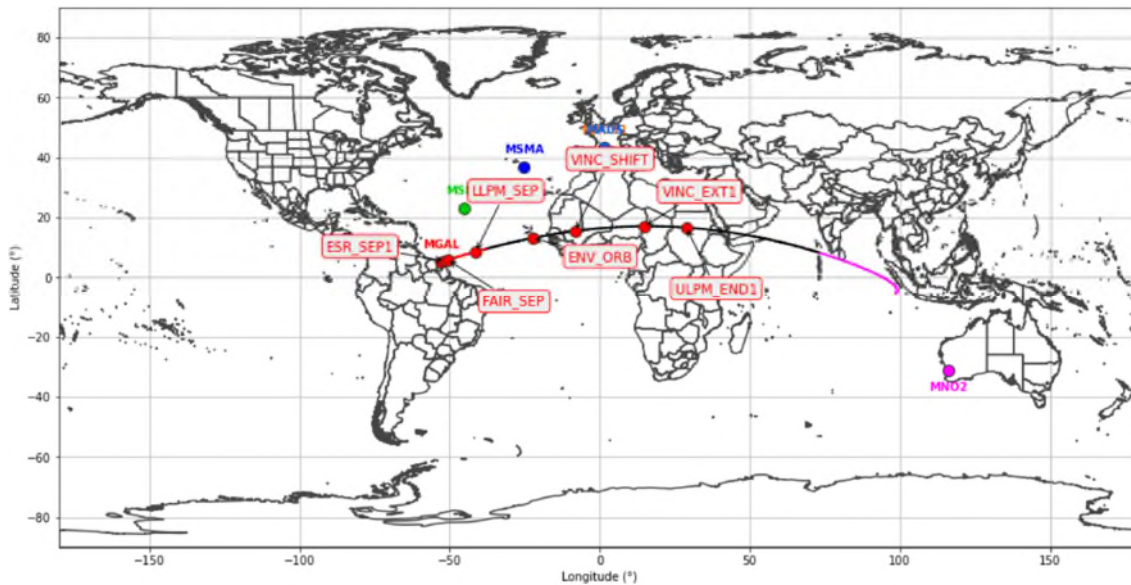 80
60
40
20
0
−20
−40
−60
−80
Latitude (°)
MSMA
VINC_SHIFT
LLPM_SEP
VINC_EXT1
ESR_SEP1
MGAL
ENV_ORB
FAIR_SEP
ULPM_END1
MNO2
−150
−100
−50
0
50
100
150
Longitude (°)